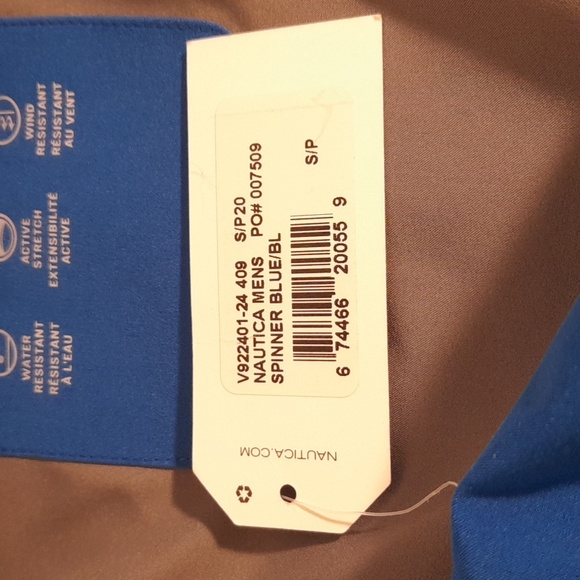 WIND
RESISTANT
RÉSISTANT
AU VENT
ACTIVE
STRETCH
EXTENSIBILITÉ
ACTIVE
WATER
RESISTANT
RÉSISTANT
À L'EAU
V922401-24 409 S/P20
NAUTICA MENS PO# 007509
SPINNER BLUE/BL
S/P
6 74466 20055 9
NAUTICA.COM